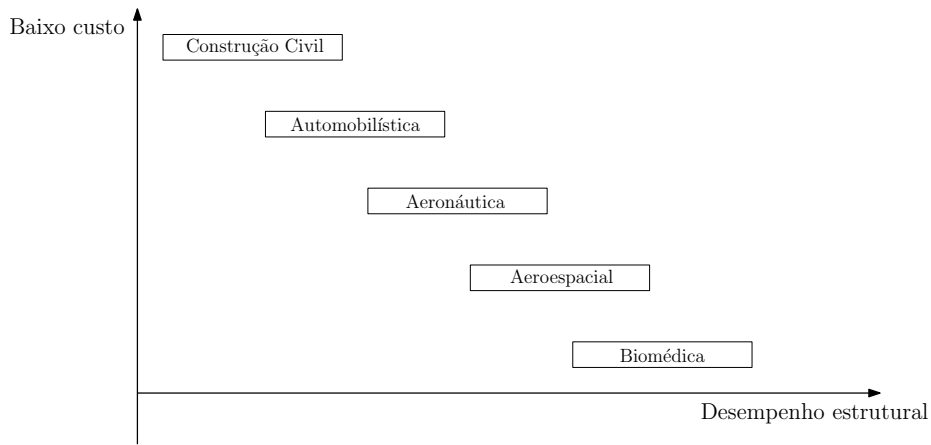 Baixo custo
Construção Civil
Automobilística
Aeronáutica
Aeroespacial
Biomédica
Desempenho estrutural